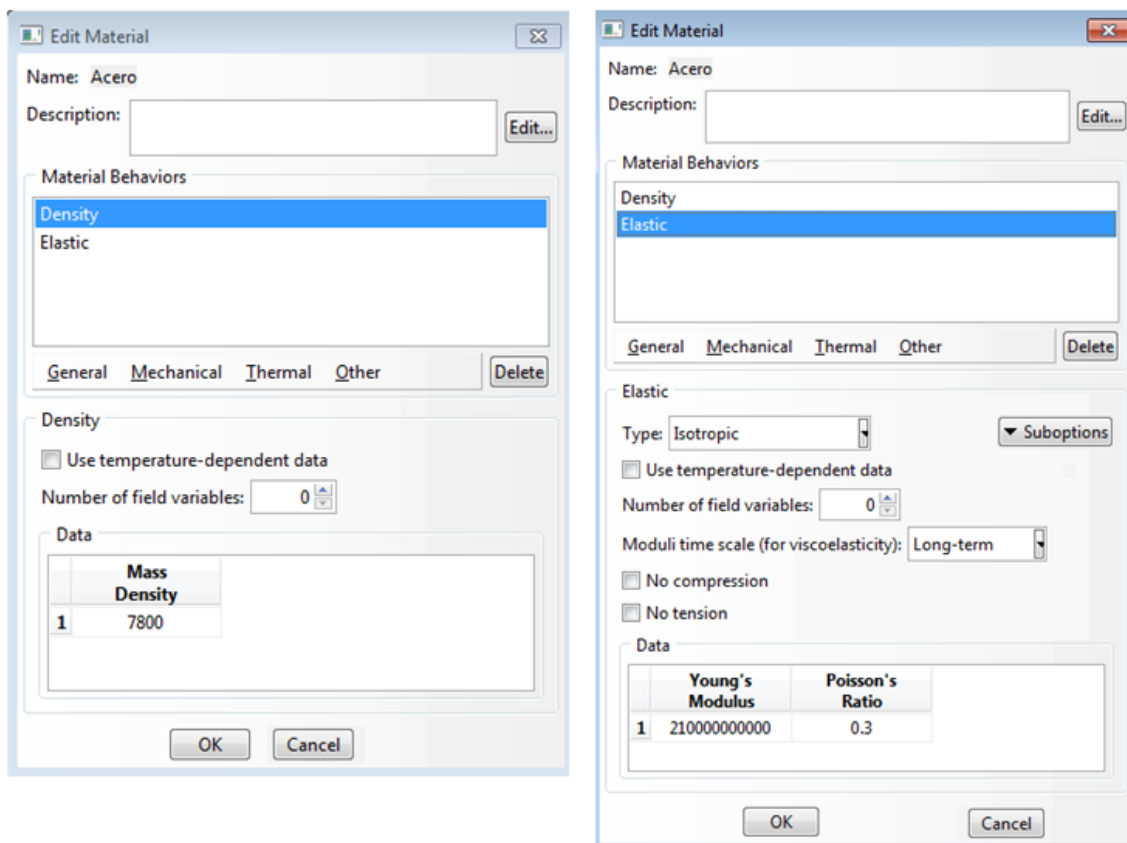 Edit Material
Name: Acero
Description:
Edit...
Material Behaviors
Density
Elastic
General Mechanical Thermal Other Delete
Density
Use temperature-dependent data
Number of field variables: 0
Data
Mass
Density
1 7800
OK Cancel
Edit Material
Name: Acero
Description:
Edit...
Material Behaviors
Density
Elastic
General Mechanical Thermal Other Delete
Elastic
Type: Isotropic Suboptions
Use temperature-dependent data
Number of field variables: 0
Moduli time scale (for viscoelasticity): Long-term
No compression
No tension
Data
Young's Poisson's
Modulus Ratio
1 210000000000 0.3
OK Cancel